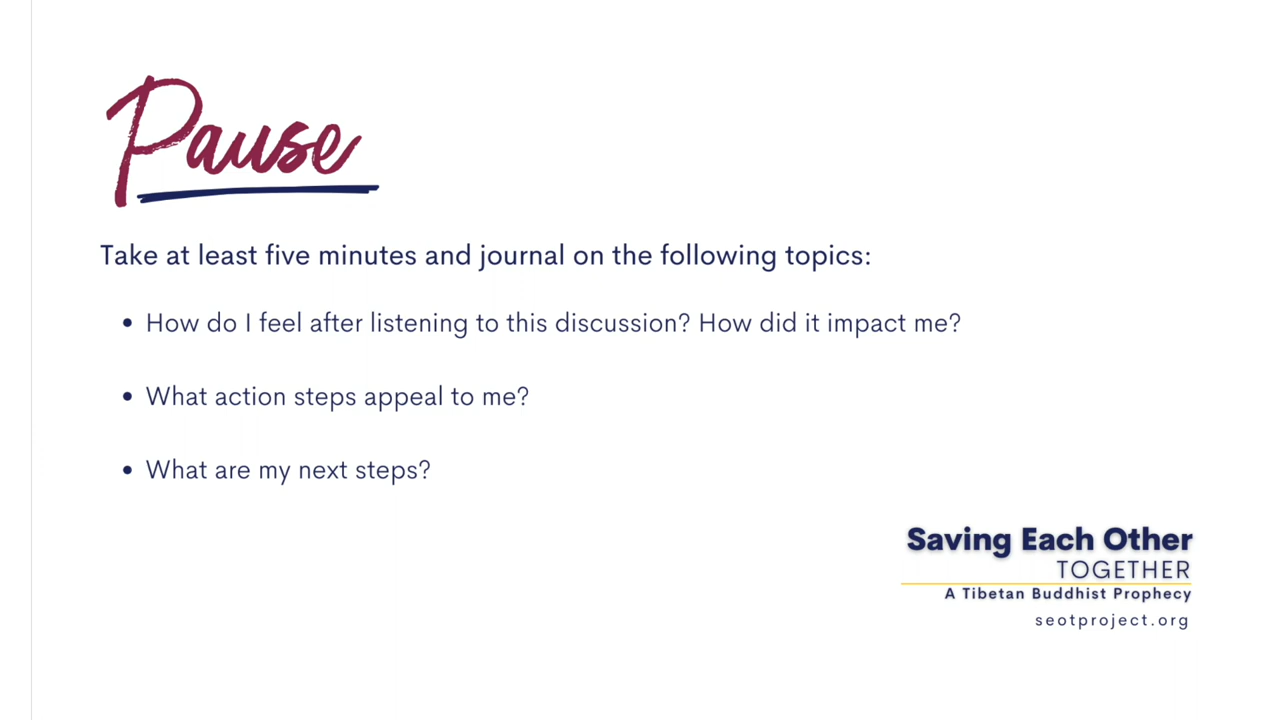 Pause
Take at least five minutes and journal on the following topics:
• How do I feel after listening to this discussion? How did it impact me?
• What action steps appeal to me?
• What are my next steps?
Saving Each Other
TOGETHER
A Tibetan Buddhist Prophecy
seotproject.org